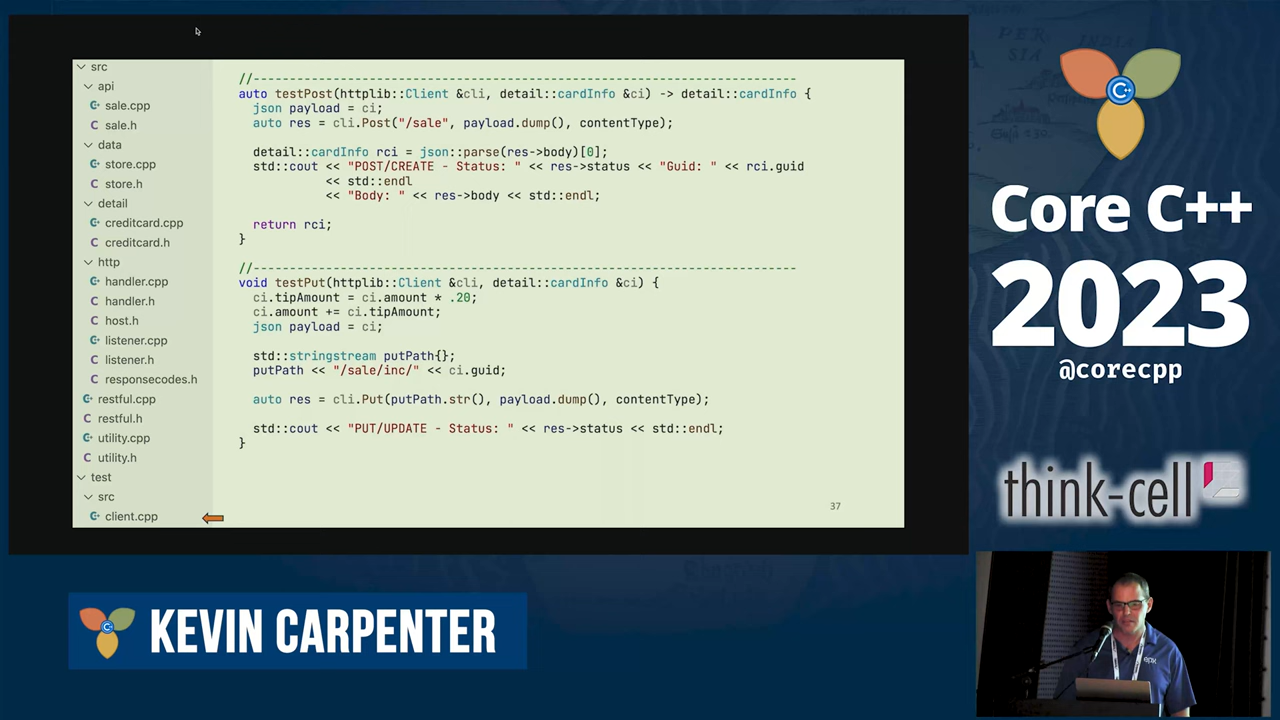 src
api
sale.cpp
sale.h
data
store.cpp
store.h
detail
creditcard.cpp
creditcard.h
http
handler.cpp
handler.h
host.h
listener.cpp
listener.h
responsecodes.h
restful.cpp
restful.h
utility.cpp
utility.h
test
src
client.cpp
//---------------------------------------------------------------------------
auto testPost(httplib::Client &cli, detail::cardInfo &ci) -> detail::cardInfo {
json payload = ci;
auto res = cli.Post("/sale", payload.dump(), contentType);
detail::cardInfo rci = json::parse(res->body)[0];
std::cout << "POST/CREATE - Status: " << res->status << "Guid: " << rci.guid
<< std::endl
<< "Body: " << res->body << std::endl;
return rci;
}
//---------------------------------------------------------------------------
void testPut(httplib::Client &cli, detail::cardInfo &ci) {
ci.tipAmount = ci.amount * .20;
ci.amount += ci.tipAmount;
json payload = ci;
std::stringstream putPath{};
putPath << "/sale/inc/" << ci.guid;
auto res = cli.Put(putPath.str(), payload.dump(), contentType);
std::cout << "PUT/UPDATE - Status: " << res->status << std::endl;
}
37
C++
Core C++
2023
@corecpp
think-cell
KEVIN CARPENTER